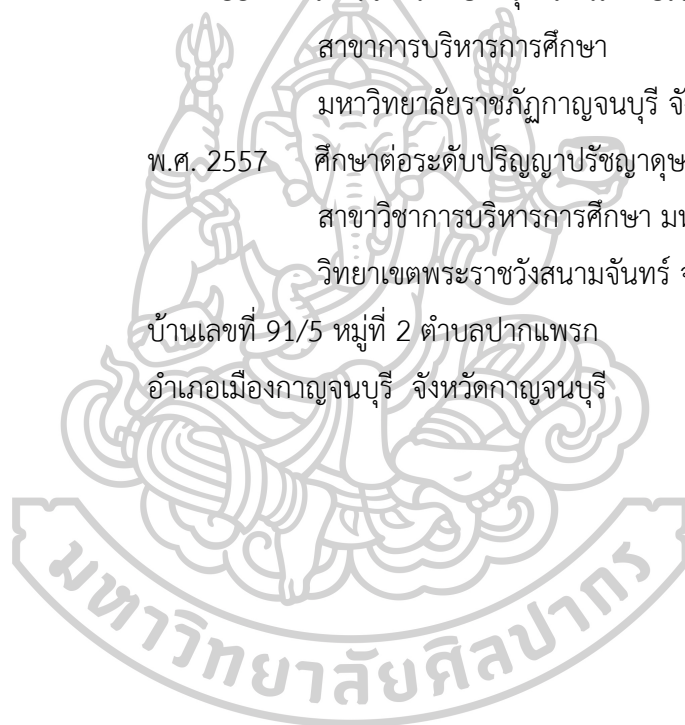 สาขาการบริหารการศึกษา
มหาวิทยาลัยราชภัฏกาญจนบุรี
พ.ศ. 2557 ศึกษาต่อระดับปริญญาปรัชญาดุษ
สาขาวิชาการบริหารการศึกษา
วิทยาเขตพระราชวังสนามจันทร์
บ้านเลขที่ 91/5 หมู่ที่ 2 ตำบลปากแพรก
อำเภอเมืองกาญจนบุรี จังหวัดกาญจนบุรี
มหาวิทยาลัยศิลปากร